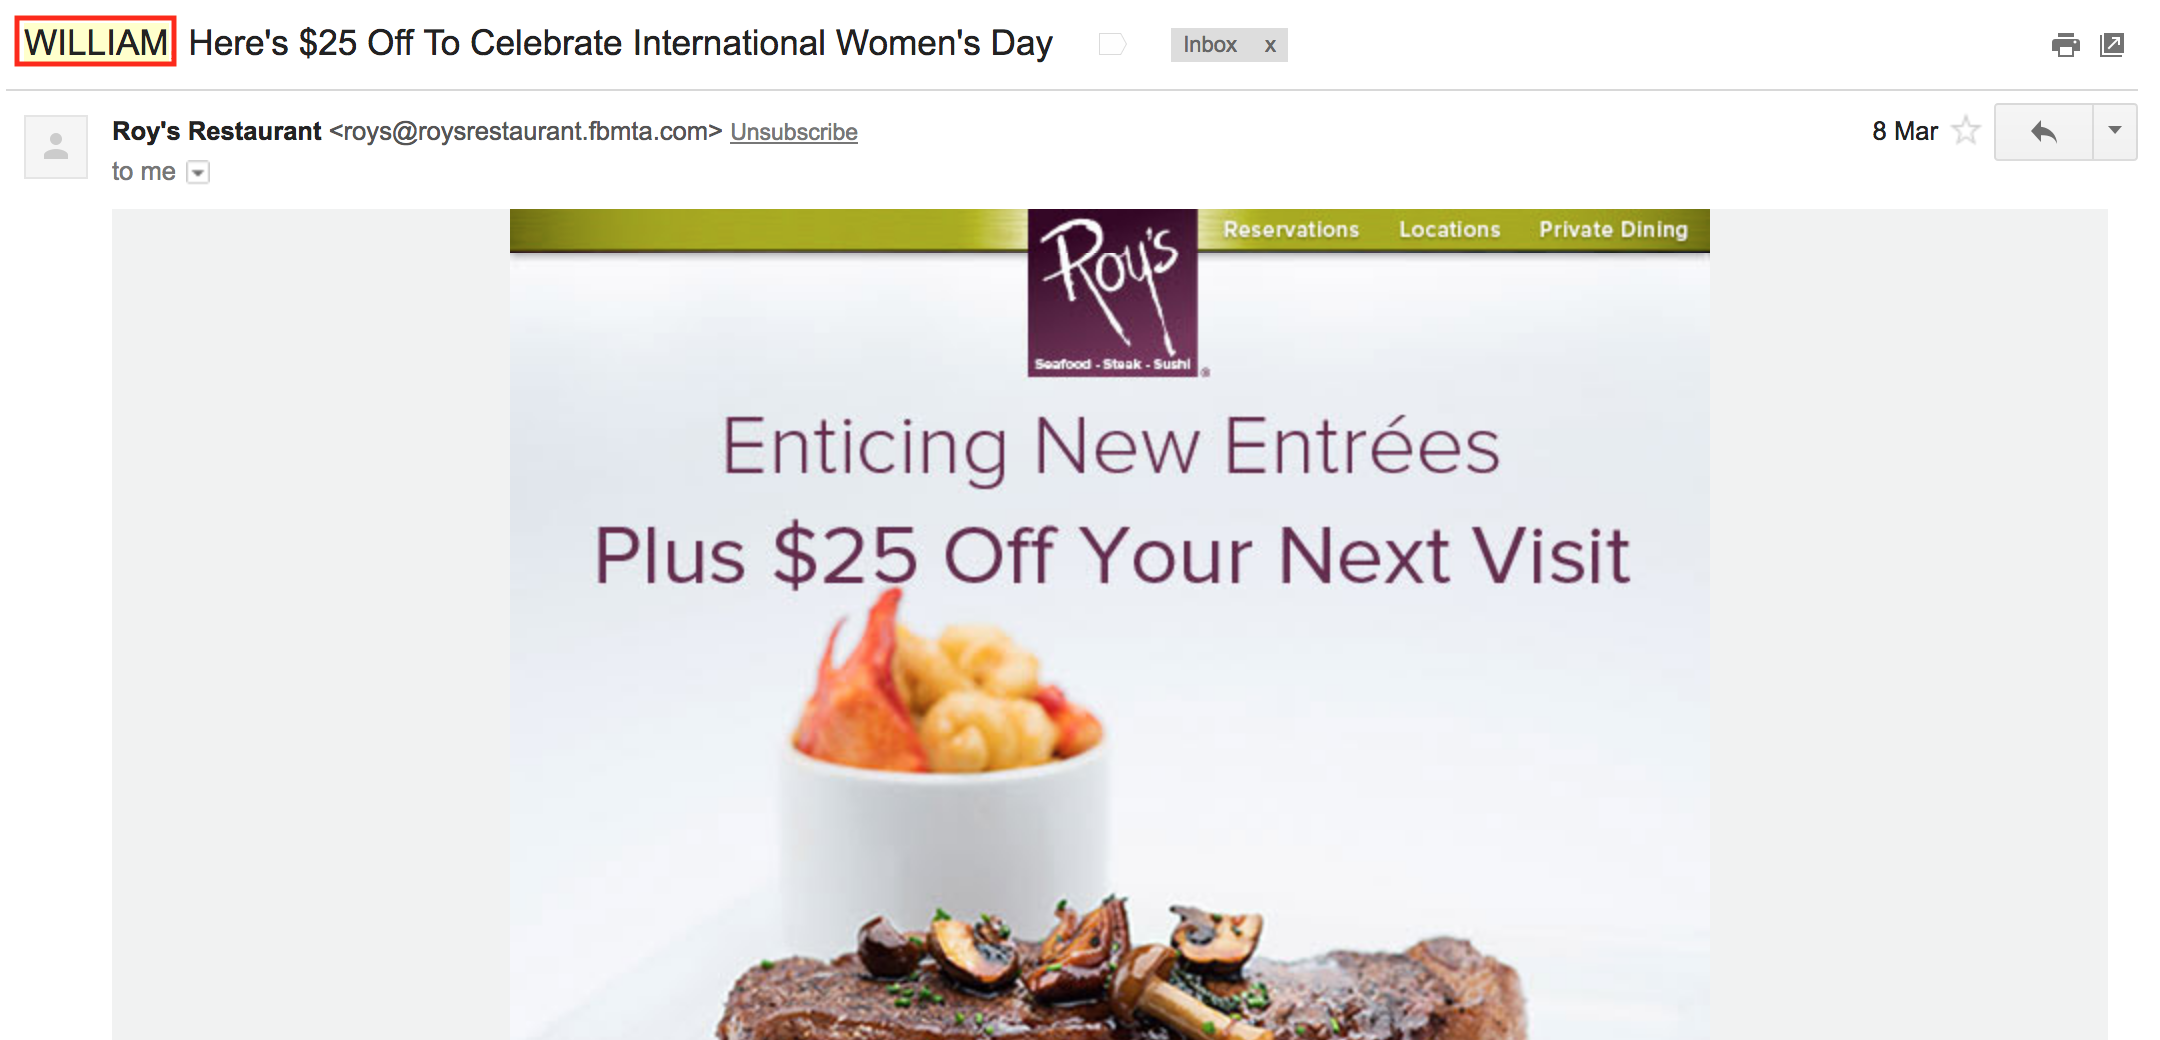 WILLIAM Here's $25 Off To Celebrate International Women's Day Inbox x
Roy's Restaurant <roys@roysrestaurant.fbmta.com> Unsubscribe 8 Mar
to me
Reservations Locations Private Dining
Roy's
Seafood - Steak - Sushi ®
Enticing New Entrées
Plus $25 Off Your Next Visit